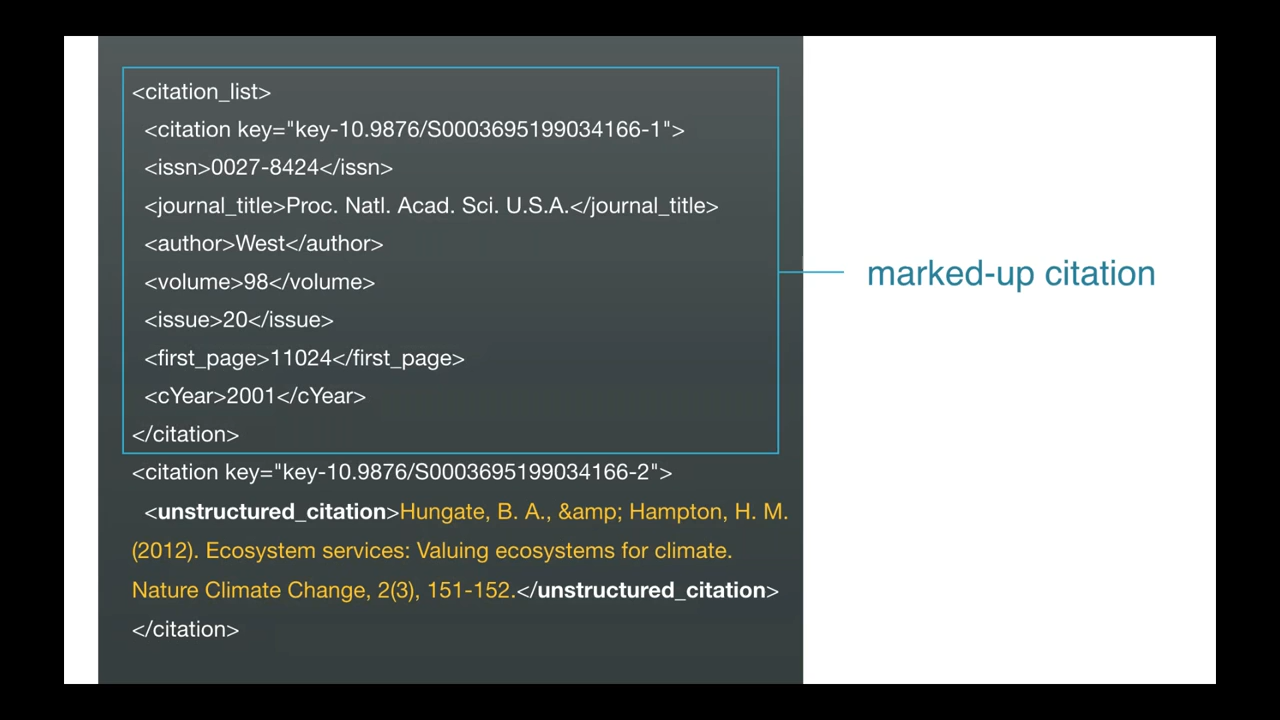 <citation_list>
<citation key="key-10.9876/S0003695199034166-1">
<issn>0027-8424</issn>
<journal_title>Proc. Natl. Acad. Sci. U.S.A.</journal_title>
<author>West</author>
<volume>98</volume>
<issue>20</issue>
<first_page>11024</first_page>
<cYear>2001</cYear>
</citation>
<citation key="key-10.9876/S0003695199034166-2">
<unstructured_citation>Hungate, B. A., &amp; Hampton, H. M.
(2012). Ecosystem services: Valuing ecosystems for climate.
Nature Climate Change, 2(3), 151-152.</unstructured_citation>
</citation>
marked-up citation